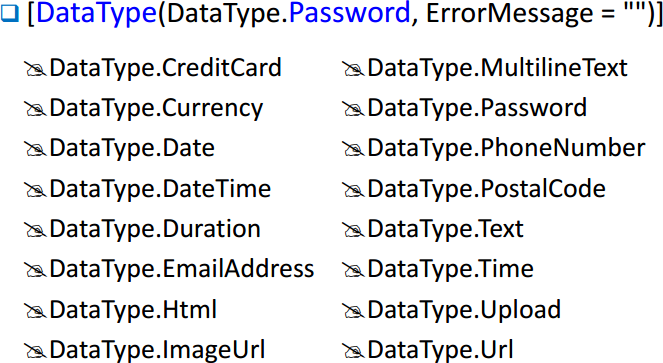 [DataType(DataType.Password, ErrorMessage = "")]
DataType.CreditCard
DataType.Currency
DataType.Date
DataType.DateTime
DataType.Duration
DataType.EmailAddress
DataType.Html
DataType.ImageUrl
DataType.MultilineText
DataType.Password
DataType.PhoneNumber
DataType.PostalCode
DataType.Text
DataType.Time
DataType.Upload
DataType.Url